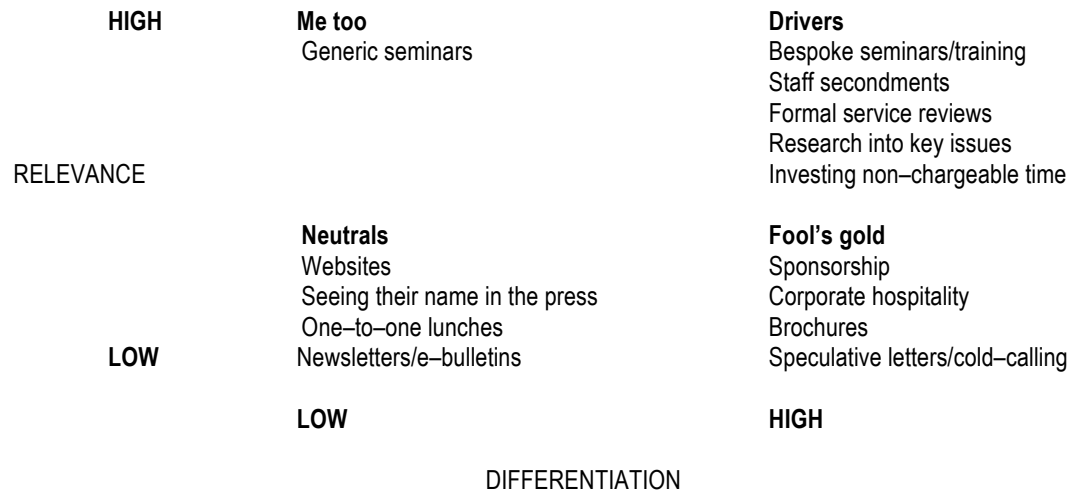 HIGH Me too Drivers
Generic seminars Bespoke seminars/training
Staff secondments
Formal service reviews
Research into key issues
RELEVANCE Investing non–chargeable time
Neutrals Fool's gold
Websites Sponsorship
Seeing their name in the press Corporate hospitality
One–to–one lunches Brochures
LOW Newsletters/e–bulletins Speculative letters/cold–calling
LOW HIGH
DIFFERENTIATION